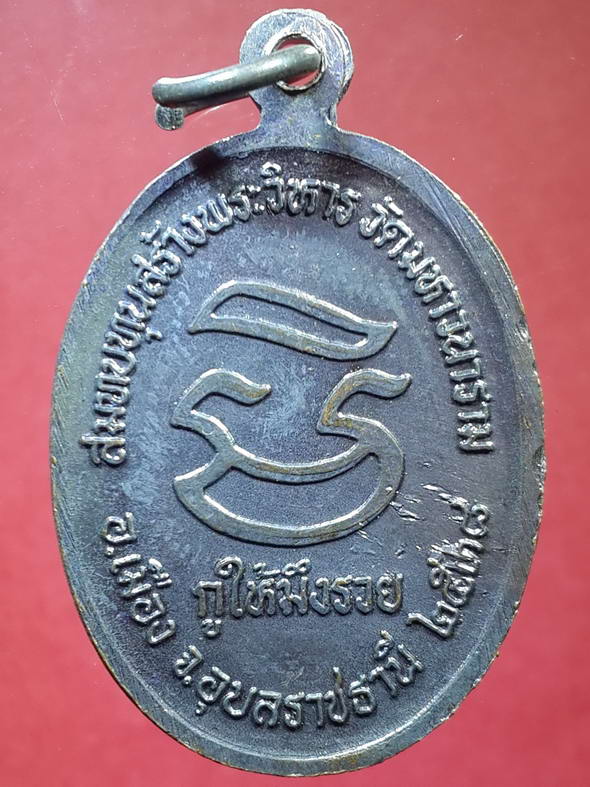 สมทบทุนสร้างพระวิหาร วัดมหาวนาราม
กูให้มึงรวย
อ.เมือง จ.อุบลราชธานี ๒๕๓๘